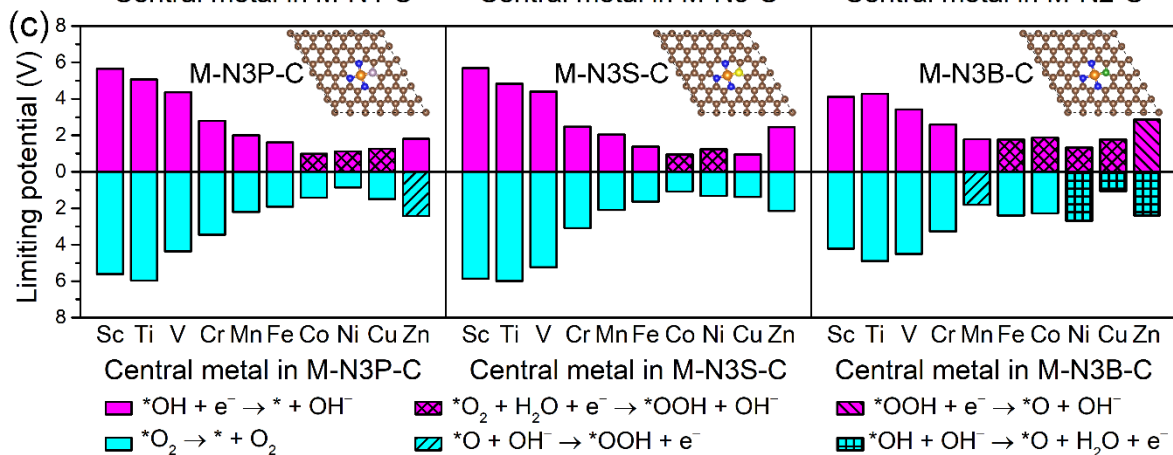 (c)
8
6
4
2
0
2
4
6
8
Limiting potential (V)
M-N3P-C
M-N3S-C
M-N3B-C
Sc Ti V Cr Mn Fe Co Ni Cu Zn
Sc Ti V Cr Mn Fe Co Ni Cu Zn
Sc Ti V Cr Mn Fe Co Ni Cu Zn
Central metal in M-N3P-C
Central metal in M-N3S-C
Central metal in M-N3B-C
*OH + e⁻ → * + OH⁻
*O₂ + H₂O + e⁻ → *OOH + OH⁻
*OOH + e⁻ → *O + OH⁻
*O₂ → * + O₂
*O + OH⁻ → *OOH + e⁻
*OH + OH⁻ → *O + H₂O + e⁻